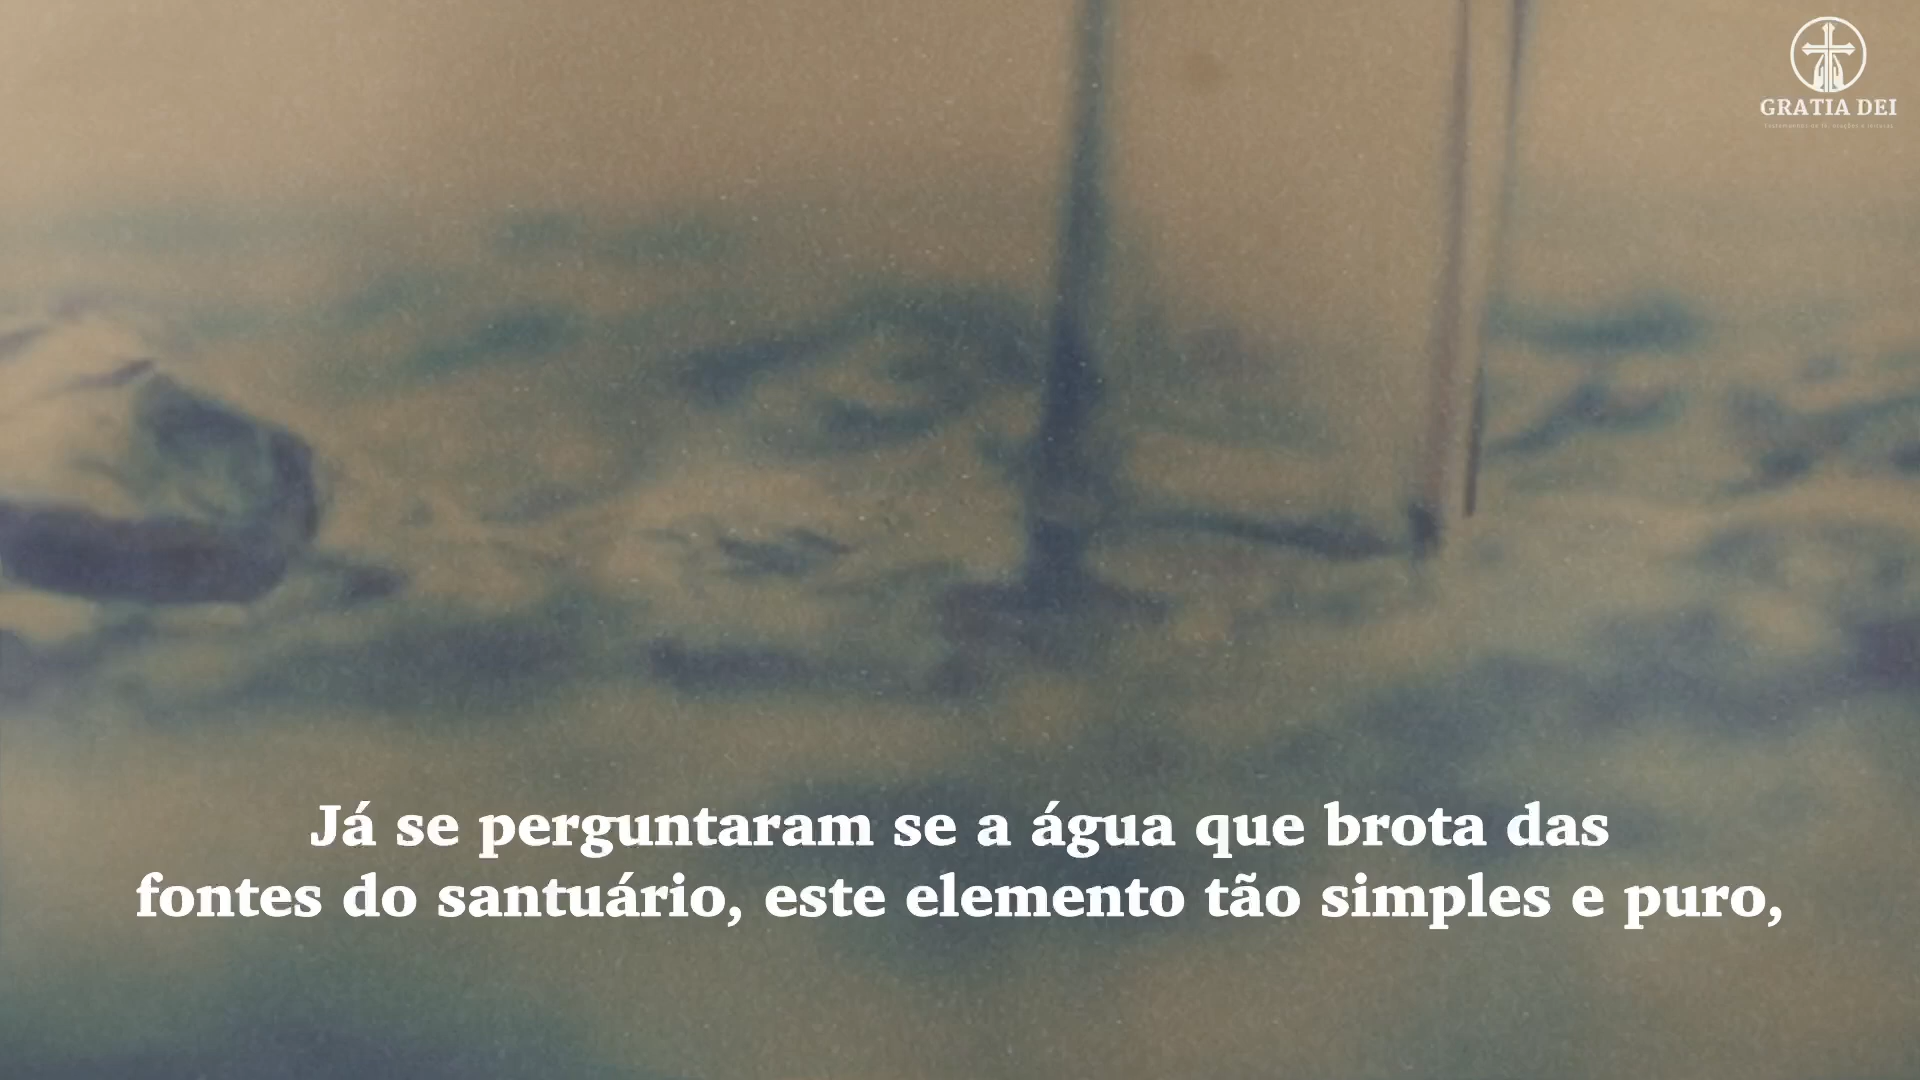 GRATIA DEI
Já se perguntaram se a água que brota das
fontes do santuário, este elemento tão simples e puro,